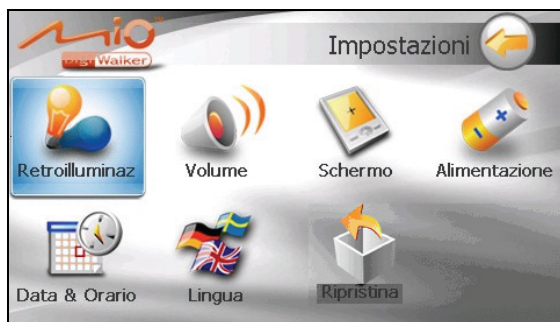 Mio
DigiWalker
Impostazioni
Retroilluminaz
Volume
Schermo
Alimentazione
Data & Orario
Lingua
Ripristina